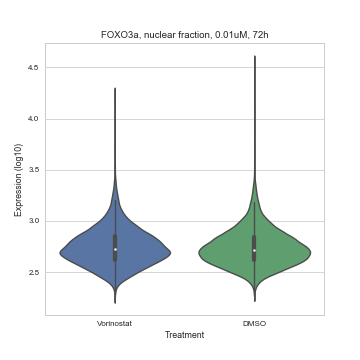 FOXO3a, nuclear fraction, 0.01uM, 72h
4.5
4.0
3.5
3.0
2.5
Expression (log10)
Vorinostat
DMSO
Treatment